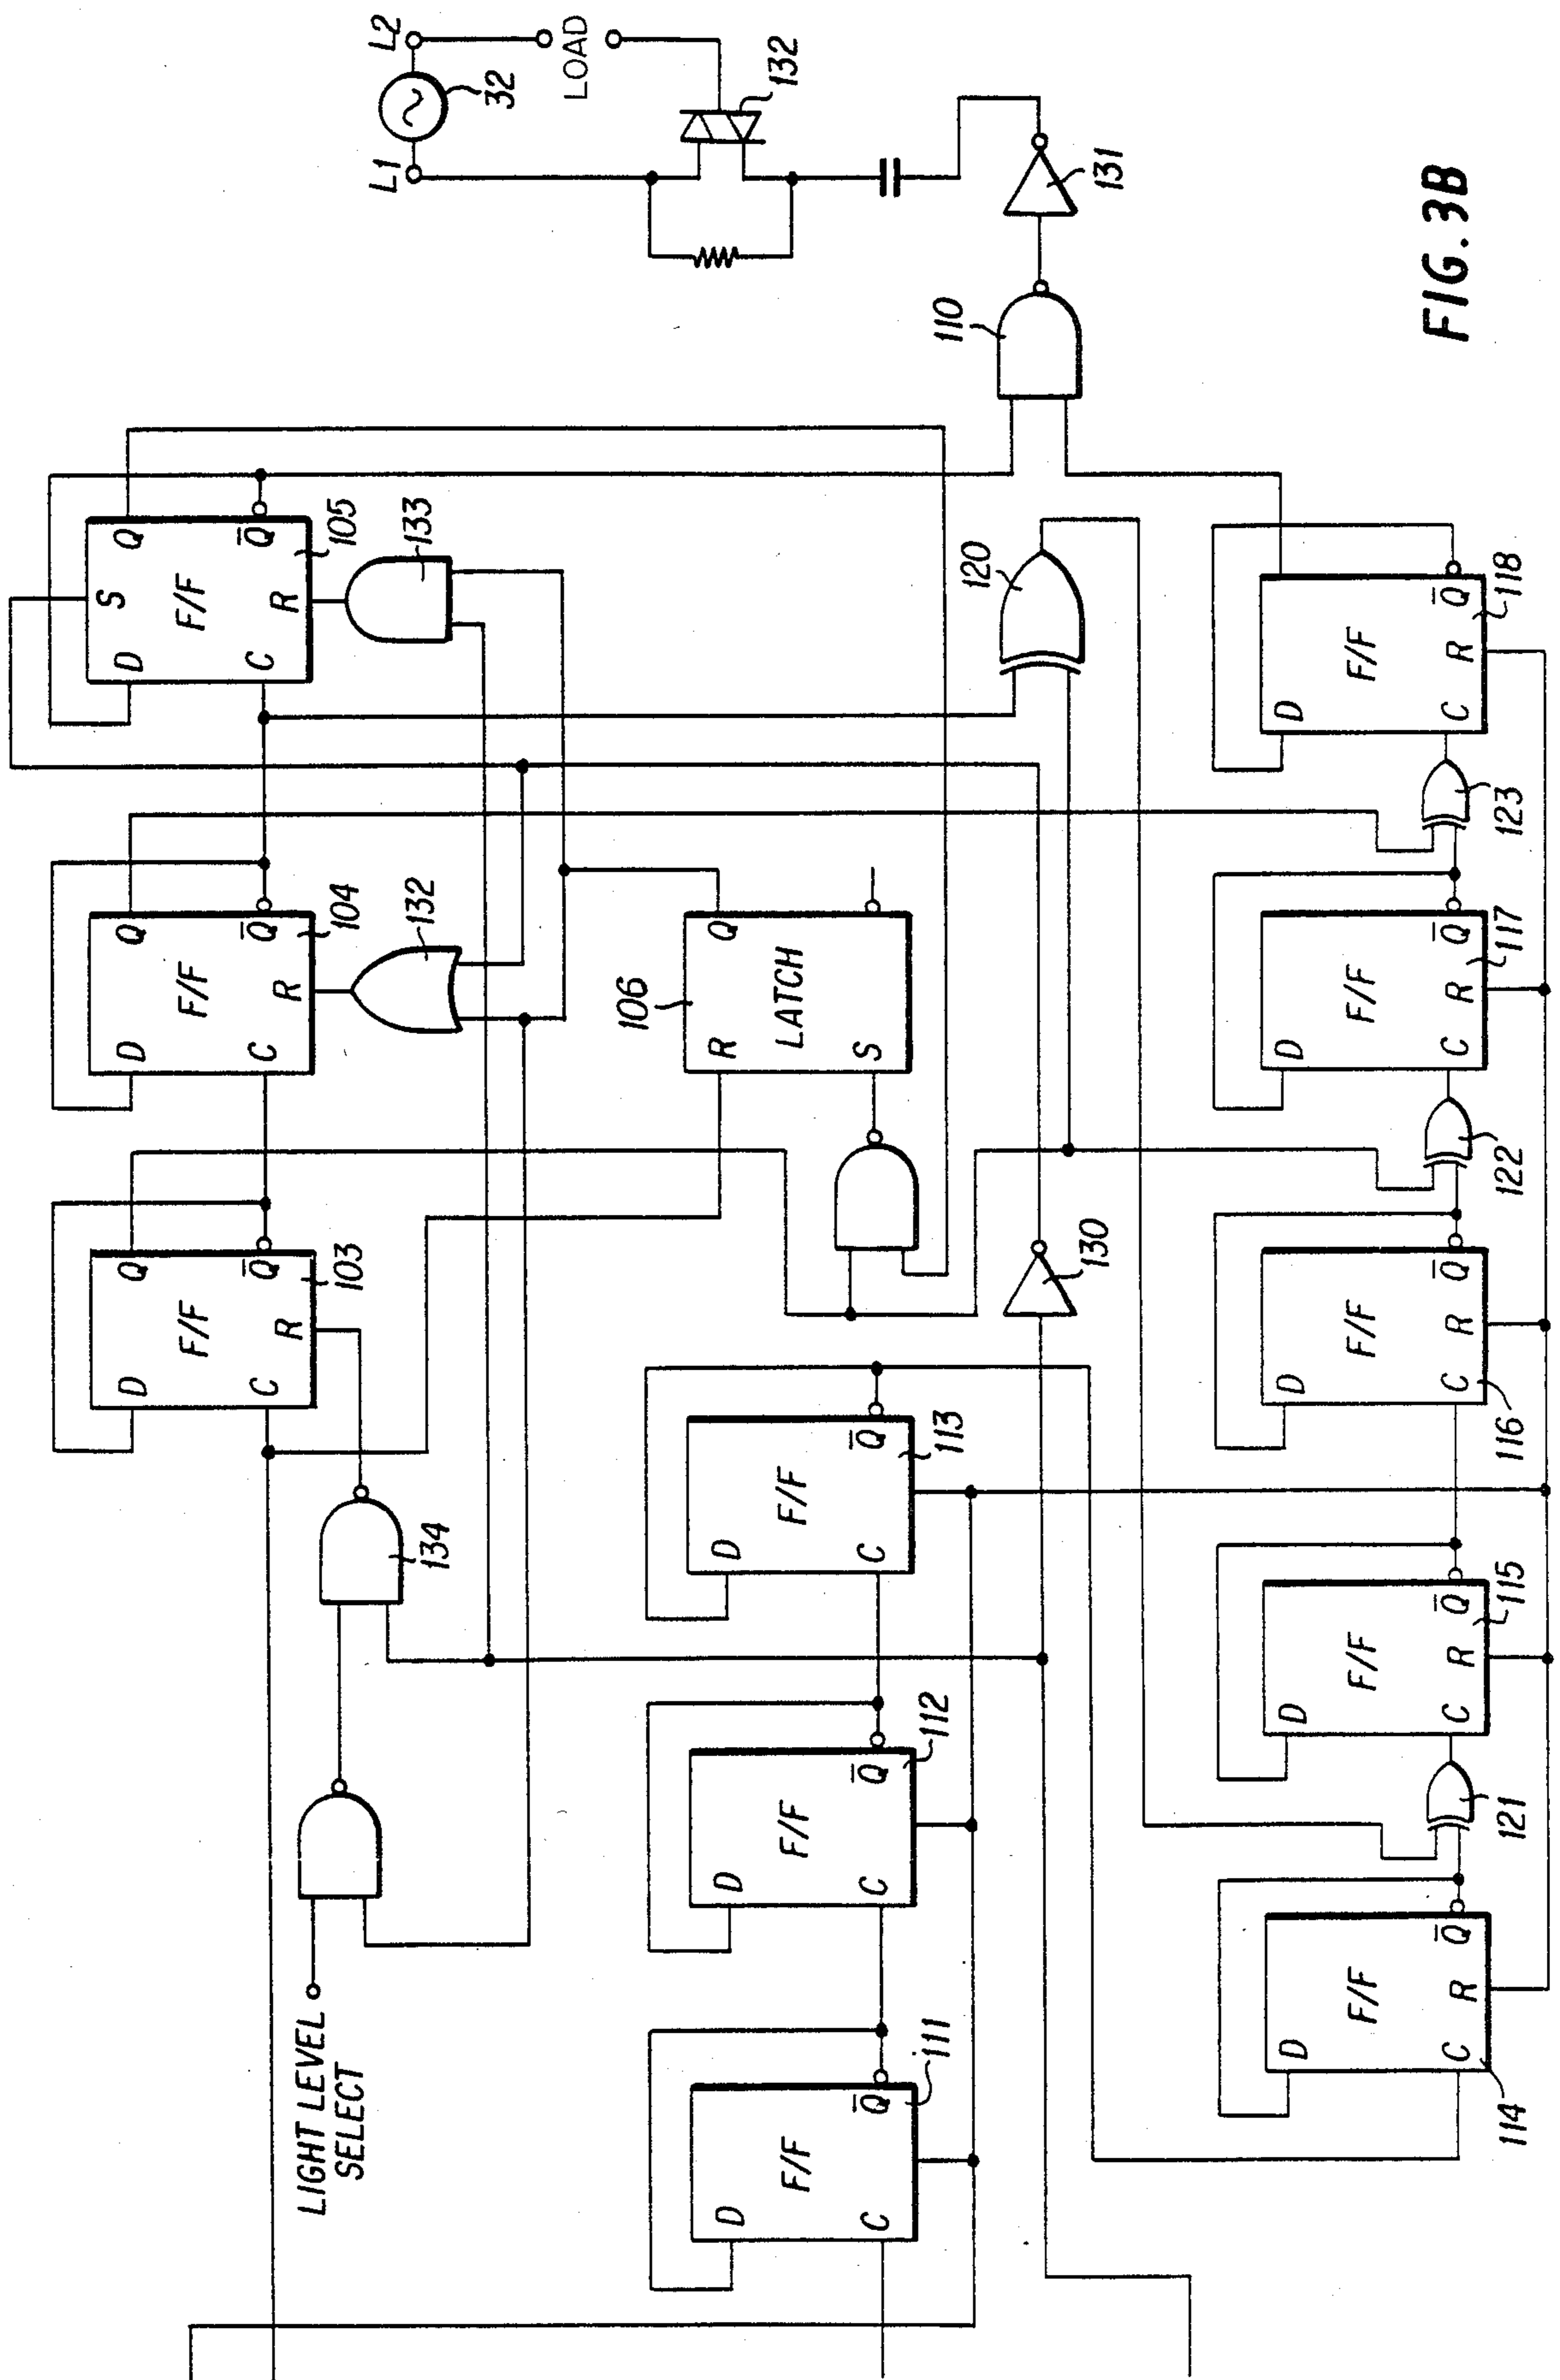 L1
L2
32
LOAD
132
131
110
FIG. 3B
D
S
Q
F/F
C
Q̅
R
105
133
D
Q
F/F
C
Q̅
R
104
132
D
Q
F/F
C
Q̅
R
103
134
LIGHT LEVEL
SELECT
120
106
R
Q
LATCH
S
130
D
F/F
C
Q̅
113
D
F/F
C
Q̅
112
D
F/F
C
Q̅
111
D
F/F
C
R
Q̅
114
121
D
F/F
C
R
Q̅
115
D
F/F
C
R
Q̅
116
122
D
F/F
C
R
Q̅
117
123
D
F/F
C
R
Q̅
118